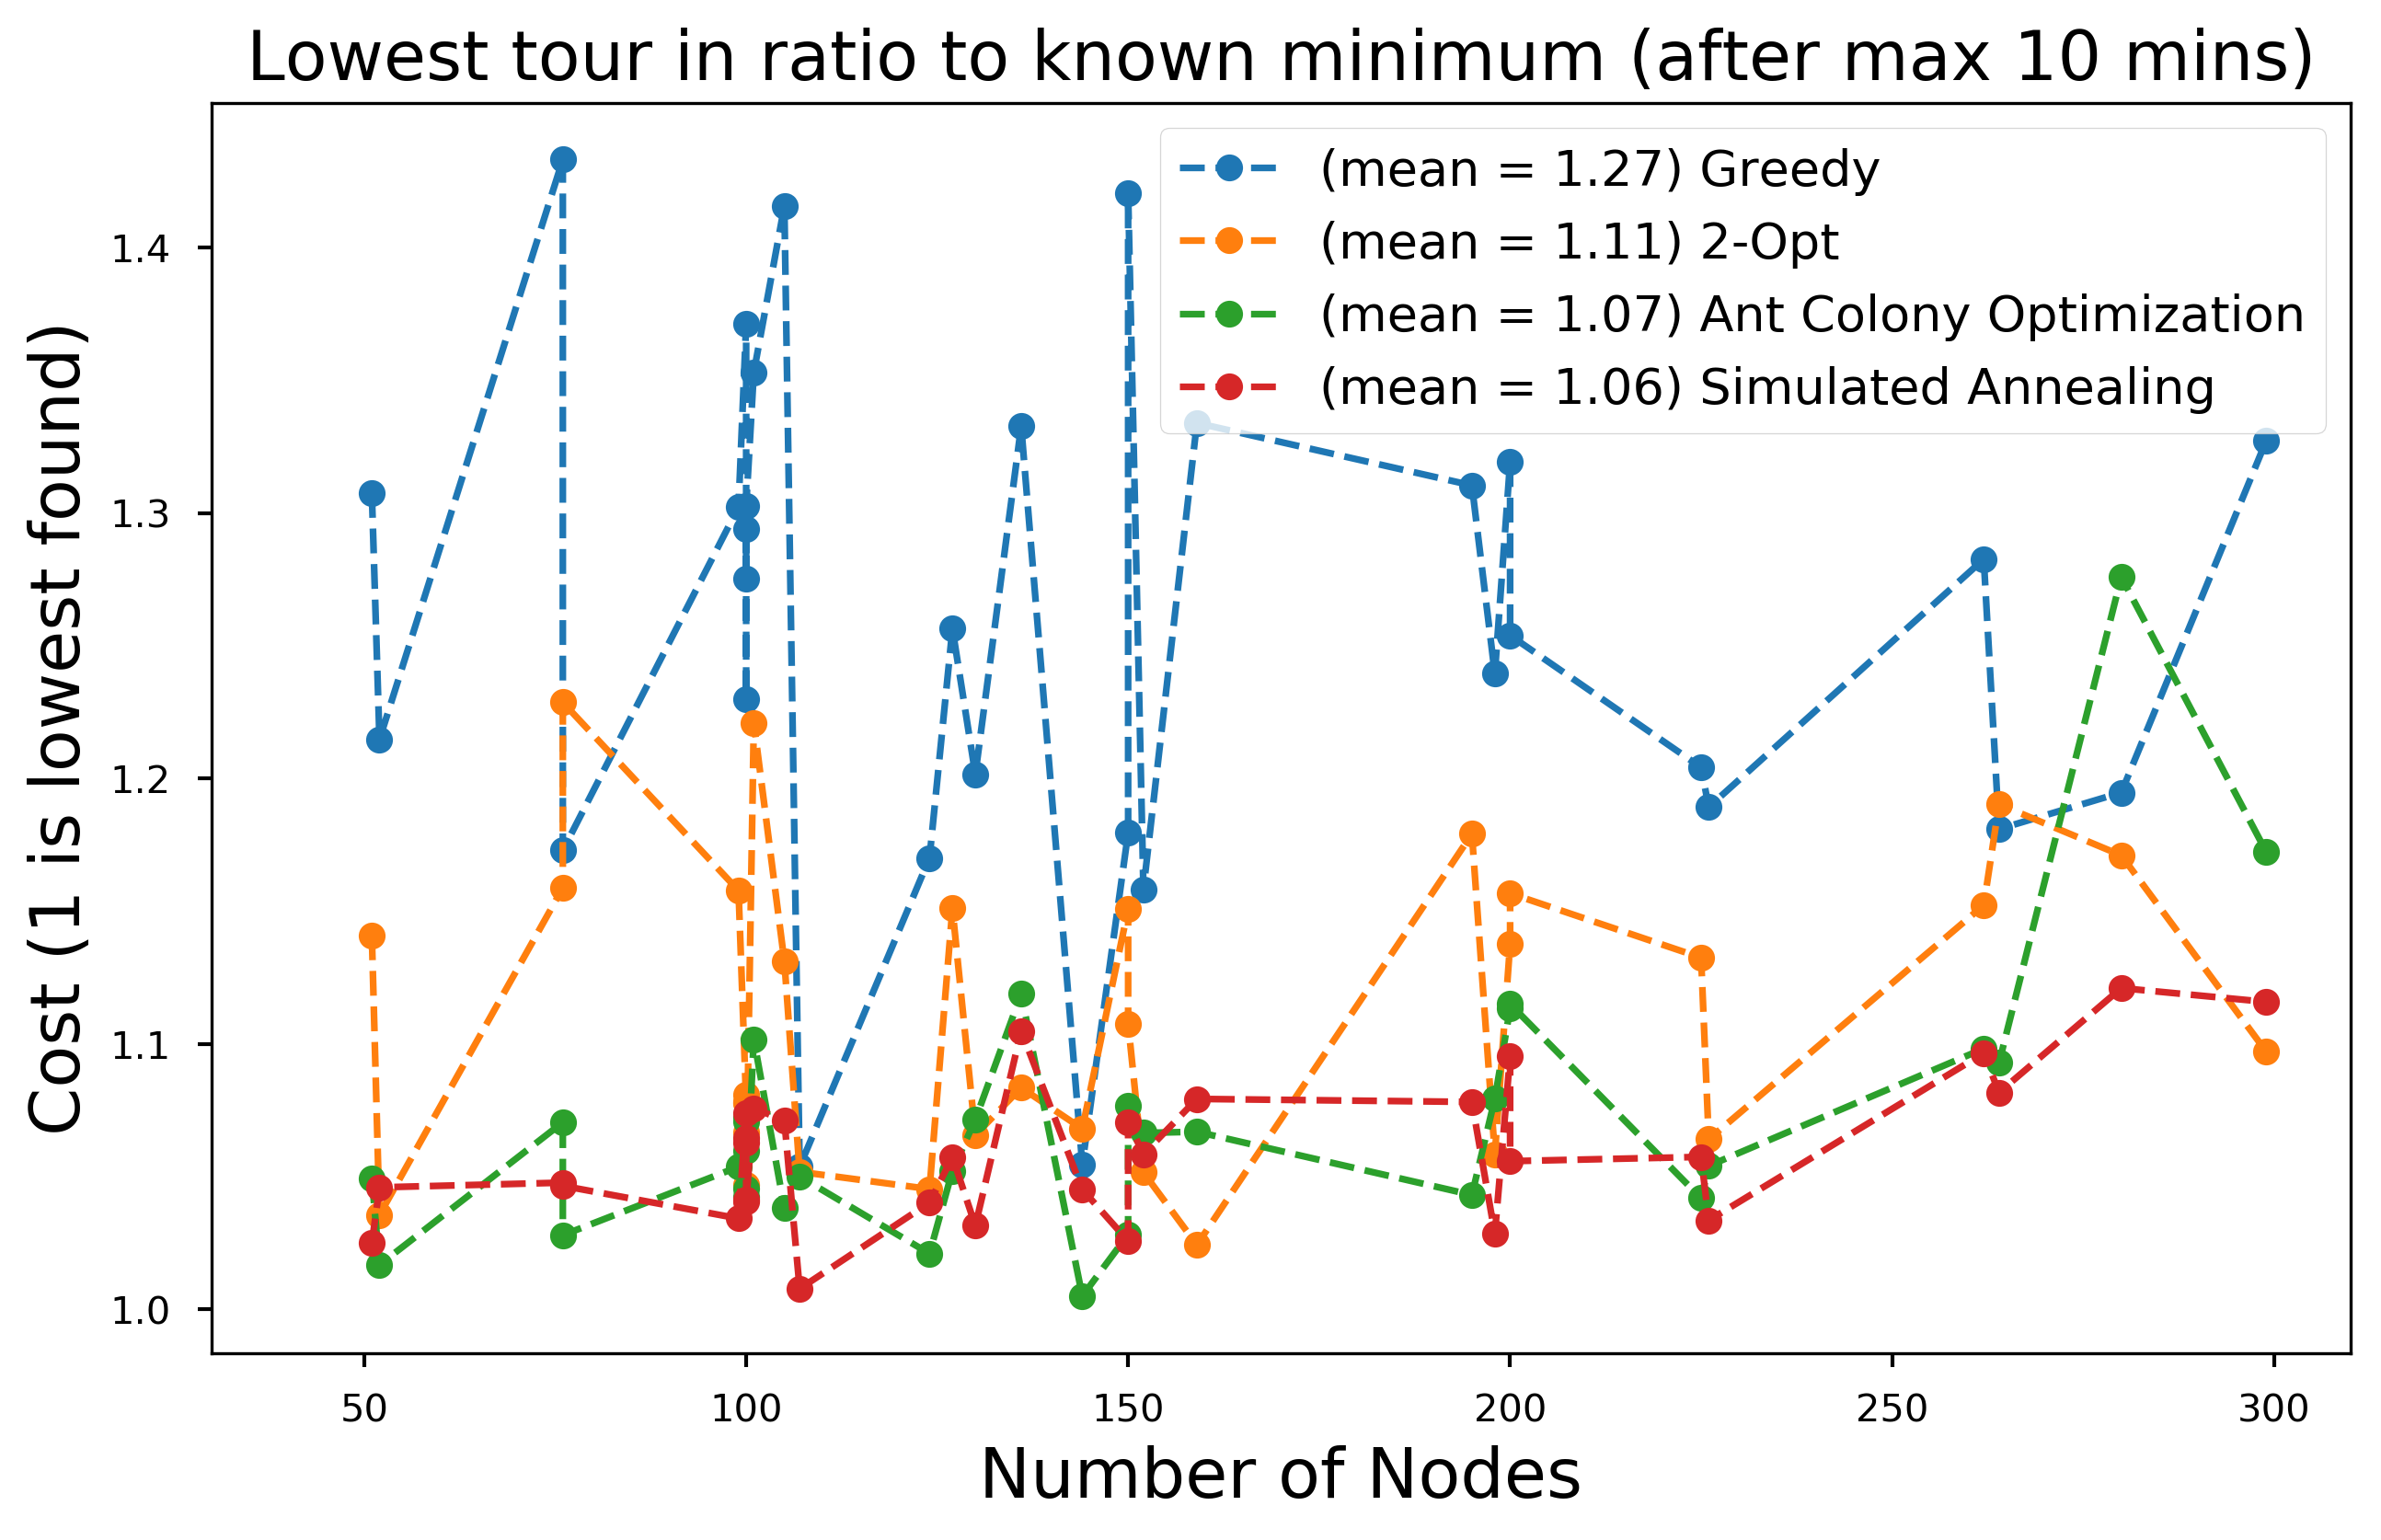 Lowest tour in ratio to known minimum (after max 10 mins)
(mean = 1.27) Greedy
(mean = 1.11) 2-Opt
(mean = 1.07) Ant Colony Optimization
(mean = 1.06) Simulated Annealing
Cost (1 is lowest found)
1.4
1.3
1.2
1.1
1.0
50 100 150 200 250 300
Number of Nodes